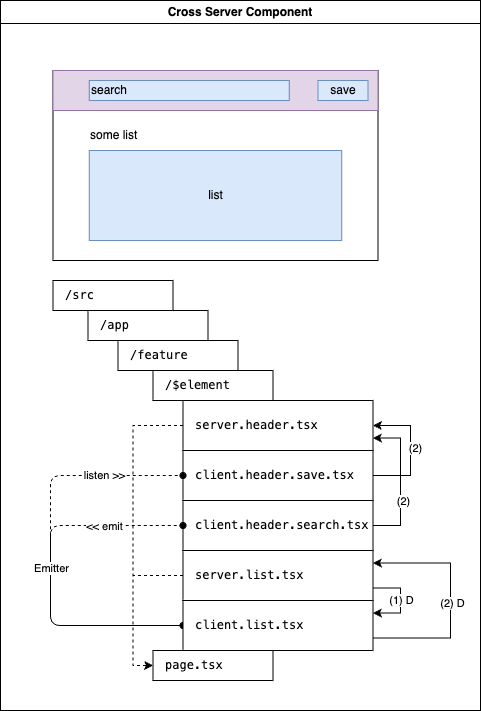 Cross Server Component
search
save
some list
list
/src
/app
/feature
/$element
server.header.tsx
(2)
client.header.save.tsx
listen >>
(2)
client.header.search.tsx
<< emit
Emitter
server.list.tsx
(1) D
(2) D
client.list.tsx
page.tsx